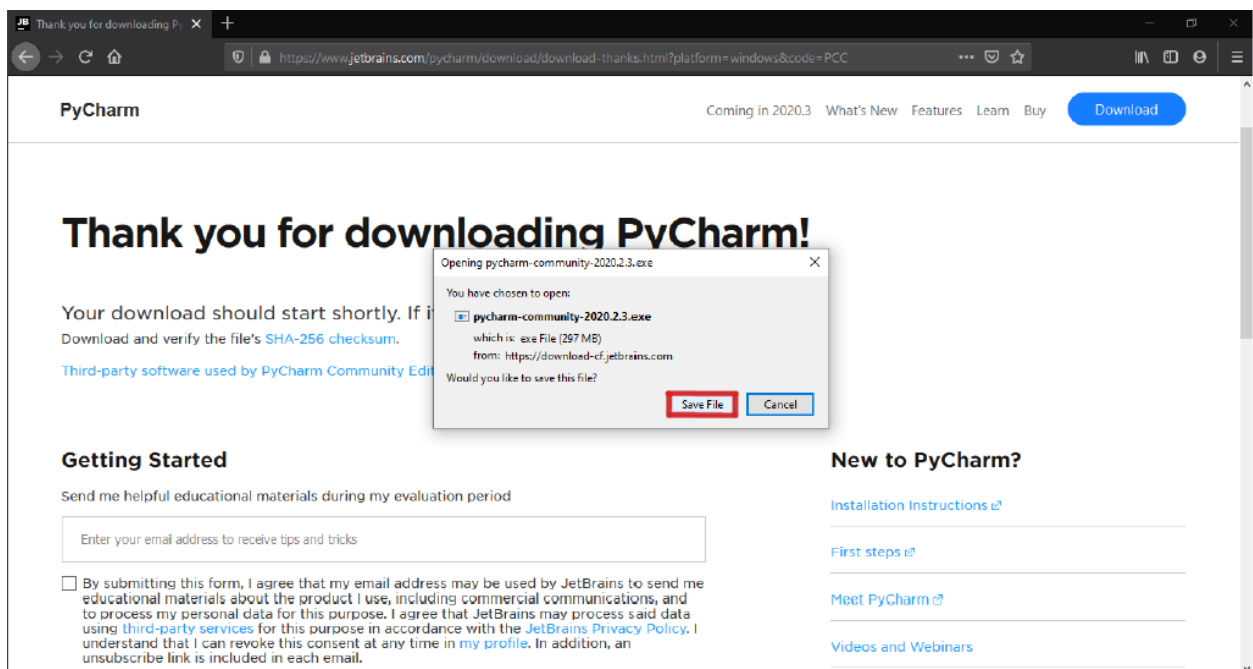 JB Thank you for downloading Py
https://www.jetbrains.com/pycharm/download/download-thanks.html?platform=windows&code=PCC
PyCharm
Coming in 2020.3 What's New Features Learn Buy Download
Thank you for downloading PyCharm!
Opening pycharm-community-2020.2.3.exe
You have chosen to open:
pycharm-community-2020.2.3.exe
which is: exe File (297 MB)
from: https://download-cf.jetbrains.com
Would you like to save this file?
Save File Cancel
Your download should start shortly. If i
Download and verify the file's SHA-256 checksum.
Third-party software used by PyCharm Community Edit
Getting Started
Send me helpful educational materials during my evaluation period
Enter your email address to receive tips and tricks
By submitting this form, I agree that my email address may be used by JetBrains to send me
educational materials about the product I use, including commercial communications, and
to process my personal data for this purpose. I agree that JetBrains may process said data
using third-party services for this purpose in accordance with the JetBrains Privacy Policy. I
understand that I can revoke this consent at any time in my profile. In addition, an
unsubscribe link is included in each email.
New to PyCharm?
Installation Instructions
First steps
Meet PyCharm
Videos and Webinars